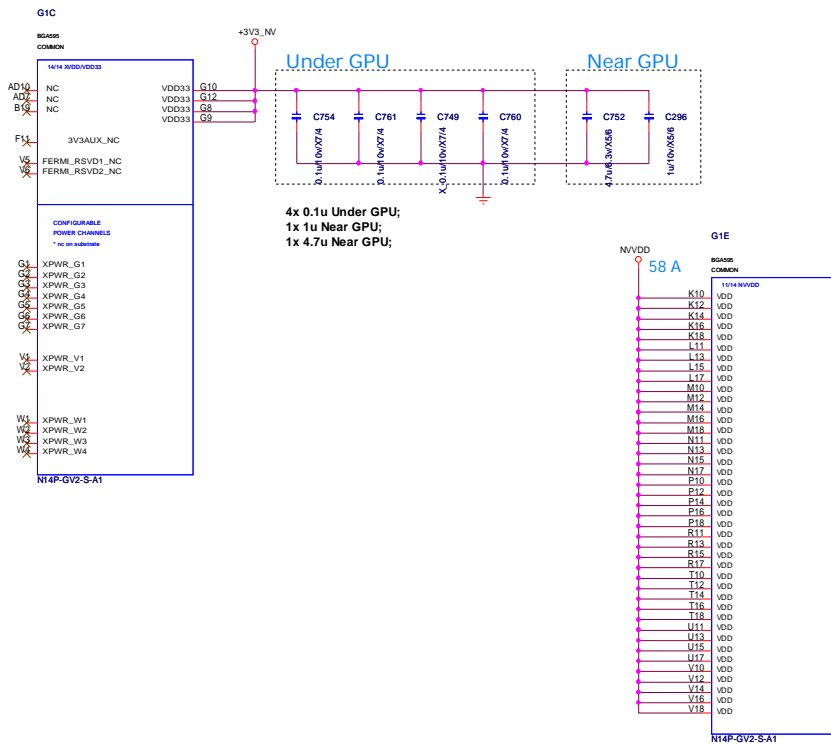 G1C
BGA595
COMMON
14/14 XVDD/VDD33
AD10 NC
AD7 NC
B19 NC
F11 3V3AUX_NC
V5 FERMI_RSVD1_NC
V6 FERMI_RSVD2_NC
VDD33 G10
VDD33 G12
VDD33 G8
VDD33 G9
CONFIGURABLE
POWER CHANNELS
* nc on substrate
G1 XPWR_G1
G2 XPWR_G2
G3 XPWR_G3
G4 XPWR_G4
G5 XPWR_G5
G6 XPWR_G6
G7 XPWR_G7
V1 XPWR_V1
V2 XPWR_V2
W1 XPWR_W1
W2 XPWR_W2
W3 XPWR_W3
W4 XPWR_W4
N14P-GV2-S-A1
+3V3_NV
Under GPU
C754
0.1u/10v/X7/4
C761
0.1u/10v/X7/4
C749
X_0.1u/10v/X7/4
C760
0.1u/10v/X7/4
Near GPU
C752
4.7u/6.3v/X5/6
C296
1u/10v/X5/6
4x 0.1u Under GPU;
1x 1u Near GPU;
1x 4.7u Near GPU;
NVVDD
58 A
G1E
BGA595
COMMON
11/14 NVVDD
K10 VDD
K12 VDD
K14 VDD
K16 VDD
K18 VDD
L11 VDD
L13 VDD
L15 VDD
L17 VDD
M10 VDD
M12 VDD
M14 VDD
M16 VDD
M18 VDD
N11 VDD
N13 VDD
N15 VDD
N17 VDD
P10 VDD
P12 VDD
P14 VDD
P16 VDD
P18 VDD
R11 VDD
R13 VDD
R15 VDD
R17 VDD
T10 VDD
T12 VDD
T14 VDD
T16 VDD
T18 VDD
U11 VDD
U13 VDD
U15 VDD
U17 VDD
V10 VDD
V12 VDD
V14 VDD
V16 VDD
V18 VDD
N14P-GV2-S-A1